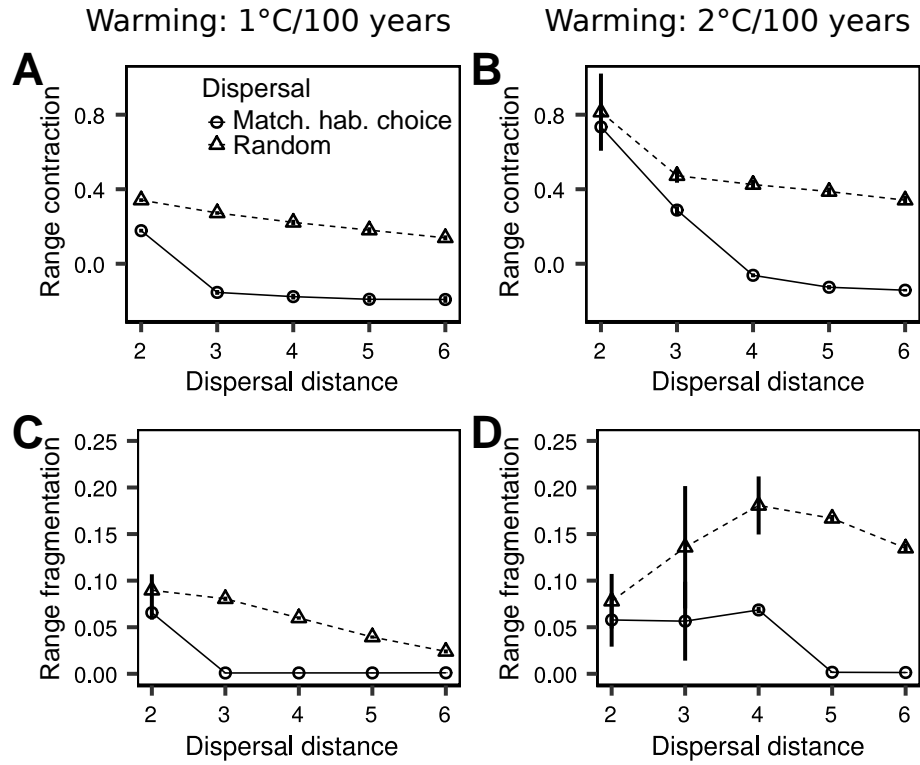 Warming: 1°C/100 years Warming: 2°C/100 years
A
Range contraction
0.8
0.4
0.0
Dispersal
Match. hab. choice
Random
2 3 4 5 6
Dispersal distance
B
Range contraction
0.8
0.4
0.0
2 3 4 5 6
Dispersal distance
C
Range fragmentation
0.25
0.20
0.15
0.10
0.05
0.00
2 3 4 5 6
Dispersal distance
D
Range fragmentation
0.25
0.20
0.15
0.10
0.05
0.00
2 3 4 5 6
Dispersal distance